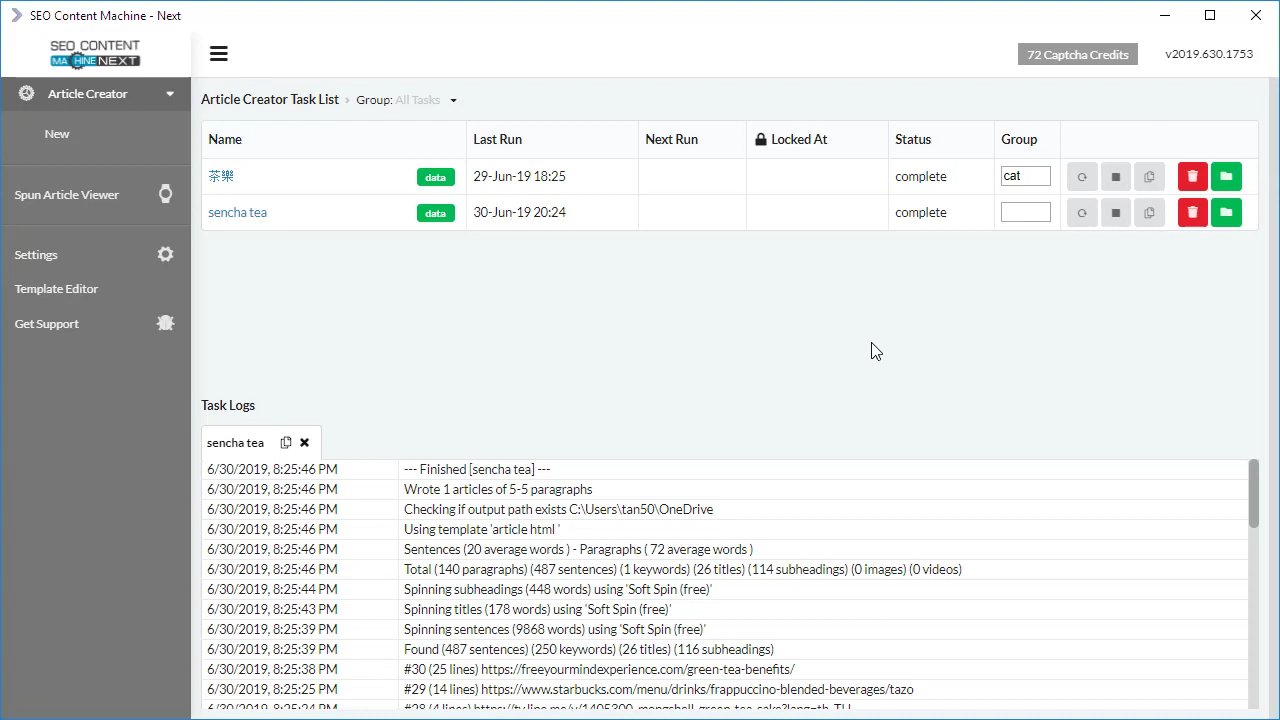 SEO Content Machine - Next
SEO CONTENT
MACHINE NEXT
72 Captcha Credits
v2019.630.1753
Article Creator
New
Spun Article Viewer
Settings
Template Editor
Get Support
Article Creator Task List › Group: All Tasks
Name Last Run Next Run Locked At Status Group
茶樂 data 29-Jun-19 18:25 complete cat
sencha tea data 30-Jun-19 20:24 complete
Task Logs
sencha tea
6/30/2019, 8:25:46 PM --- Finished [sencha tea] ---
6/30/2019, 8:25:46 PM Wrote 1 articles of 5-5 paragraphs
6/30/2019, 8:25:46 PM Checking if output path exists C:\Users\tan50\OneDrive
6/30/2019, 8:25:46 PM Using template 'article html '
6/30/2019, 8:25:46 PM Sentences (20 average words ) - Paragraphs ( 72 average words )
6/30/2019, 8:25:46 PM Total (140 paragraphs) (487 sentences) (1 keywords) (26 titles) (114 subheadings) (0 images) (0 videos)
6/30/2019, 8:25:44 PM Spinning subheadings (448 words) using 'Soft Spin (free)'
6/30/2019, 8:25:43 PM Spinning titles (178 words) using 'Soft Spin (free)'
6/30/2019, 8:25:39 PM Spinning sentences (9868 words) using 'Soft Spin (free)'
6/30/2019, 8:25:39 PM Found (487 sentences) (250 keywords) (26 titles) (116 subheadings)
6/30/2019, 8:25:38 PM #30 (25 lines) https://freeyourmindexperience.com/green-tea-benefits/
6/30/2019, 8:25:25 PM #29 (14 lines) https://www.starbucks.com/menu/drinks/frappuccino-blended-beverages/tazo
6/30/2019, 8:25:24 PM #28 (4 lines)